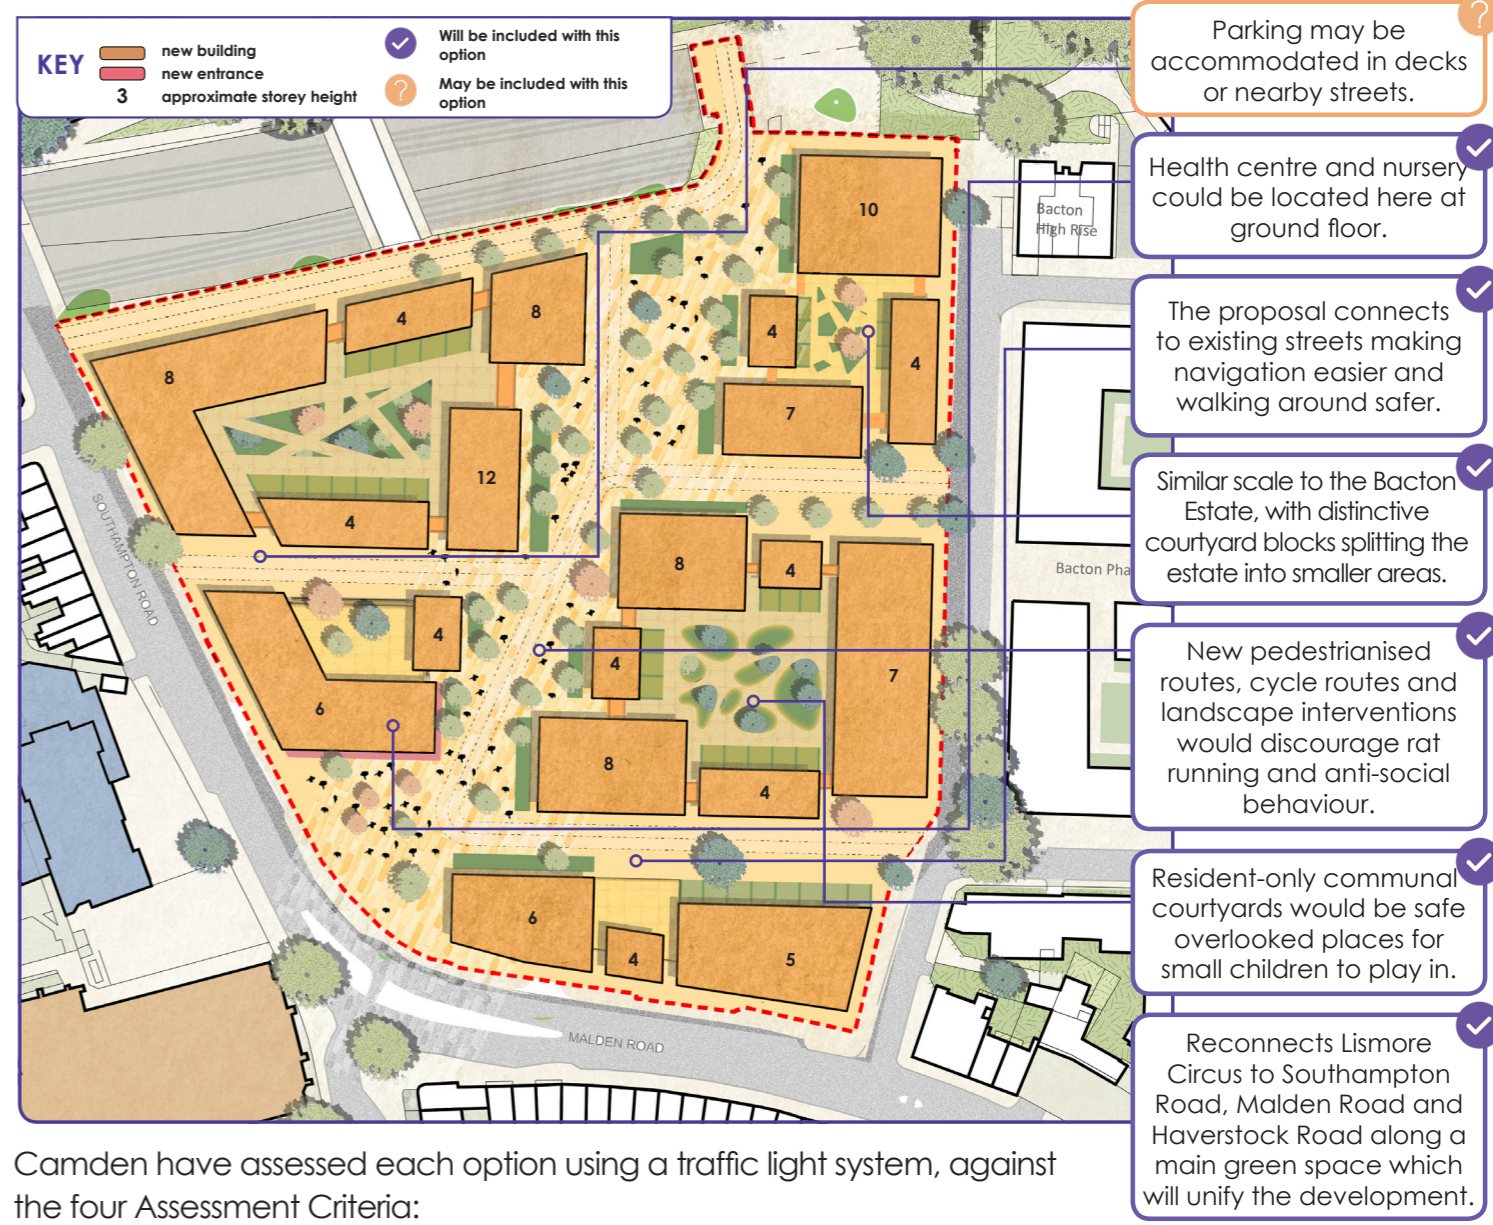 KEY
new building
new entrance
3
approximate storey height
Will be included with this
option
?
May be included with this
option
?
Parking may be
accommodated in decks
or nearby streets.
Health centre and nursery
could be located here at
ground floor.
The proposal connects
to existing streets making
navigation easier and
walking around safer.
Similar scale to the Bacton
Estate, with distinctive
courtyard blocks splitting the
estate into smaller areas.
New pedestrianised
routes, cycle routes and
landscape interventions
would discourage rat
running and anti-social
behaviour.
Resident-only communal
courtyards would be safe
overlooked places for
small children to play in.
Reconnects Lismore
Circus to Southampton
Road, Malden Road and
Haverstock Road along a
main green space which
will unify the development.
10
Bacton
High Rise
8
4
8
4
4
7
8
12
4
8
4
Bacton Pha
4
4
6
7
8
4
6
4
5
SOUTHAMPTON ROAD
MALDEN ROAD
Camden have assessed each option using a traffic light system, against
the four Assessment Criteria: